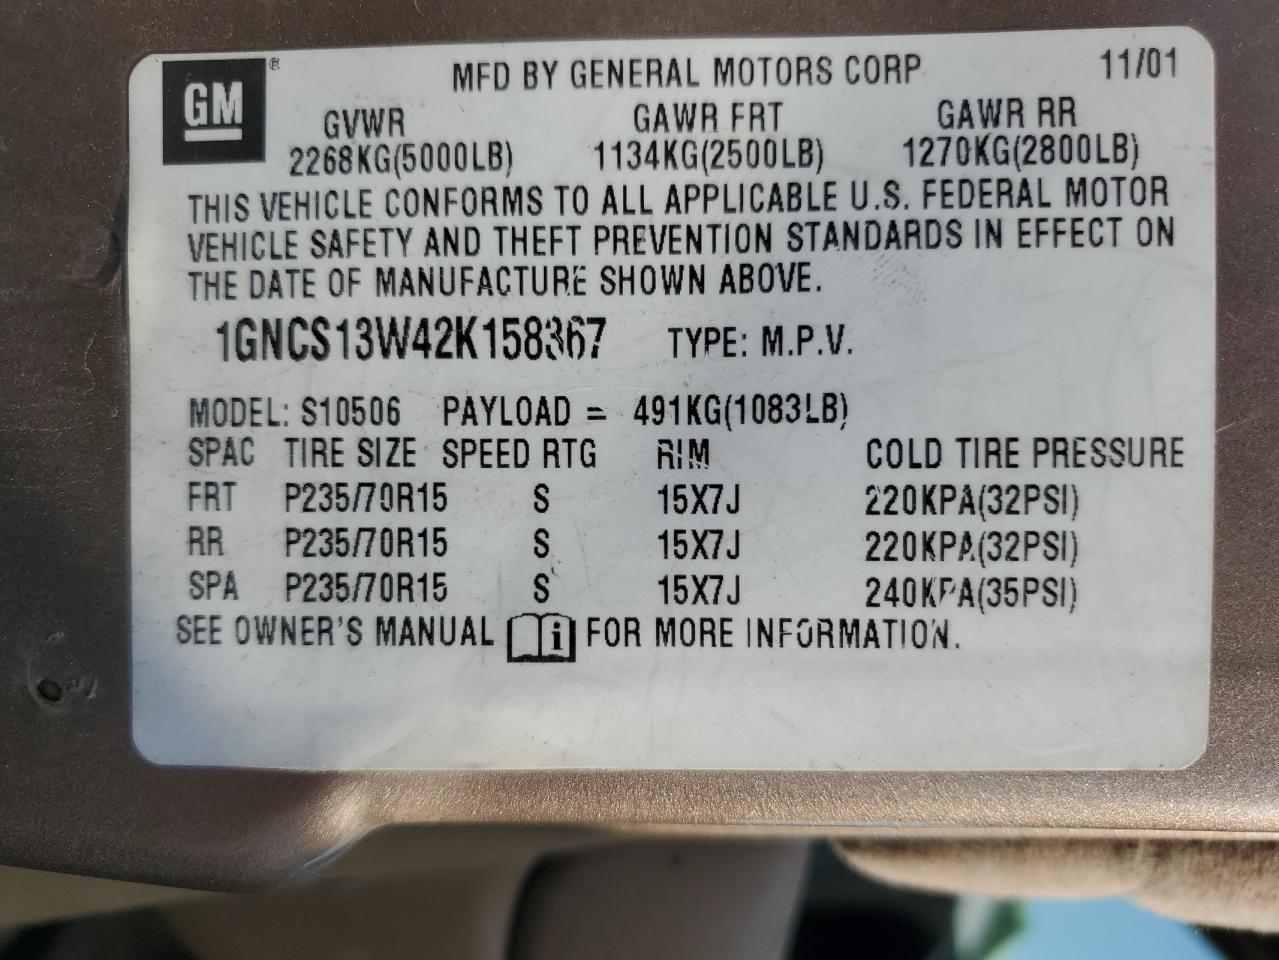 GM® MFD BY GENERAL MOTORS CORP 11/01
GVWR GAWR FRT GAWR RR
2268KG(5000LB) 1134KG(2500LB) 1270KG(2800LB)
THIS VEHICLE CONFORMS TO ALL APPLICABLE U.S. FEDERAL MOTOR
VEHICLE SAFETY AND THEFT PREVENTION STANDARDS IN EFFECT ON
THE DATE OF MANUFACTURE SHOWN ABOVE.
1GNCS13W42K158367 TYPE: M.P.V.
MODEL: S10506 PAYLOAD = 491KG(1083LB)
SPAC TIRE SIZE SPEED RTG RIM COLD TIRE PRESSURE
FRT P235/70R15 S 15X7J 220KPA(32PSI)
RR P235/70R15 S 15X7J 220KPA(32PSI)
SPA P235/70R15 S 15X7J 240KPA(35PSI)
SEE OWNER'S MANUAL i FOR MORE INFORMATION.